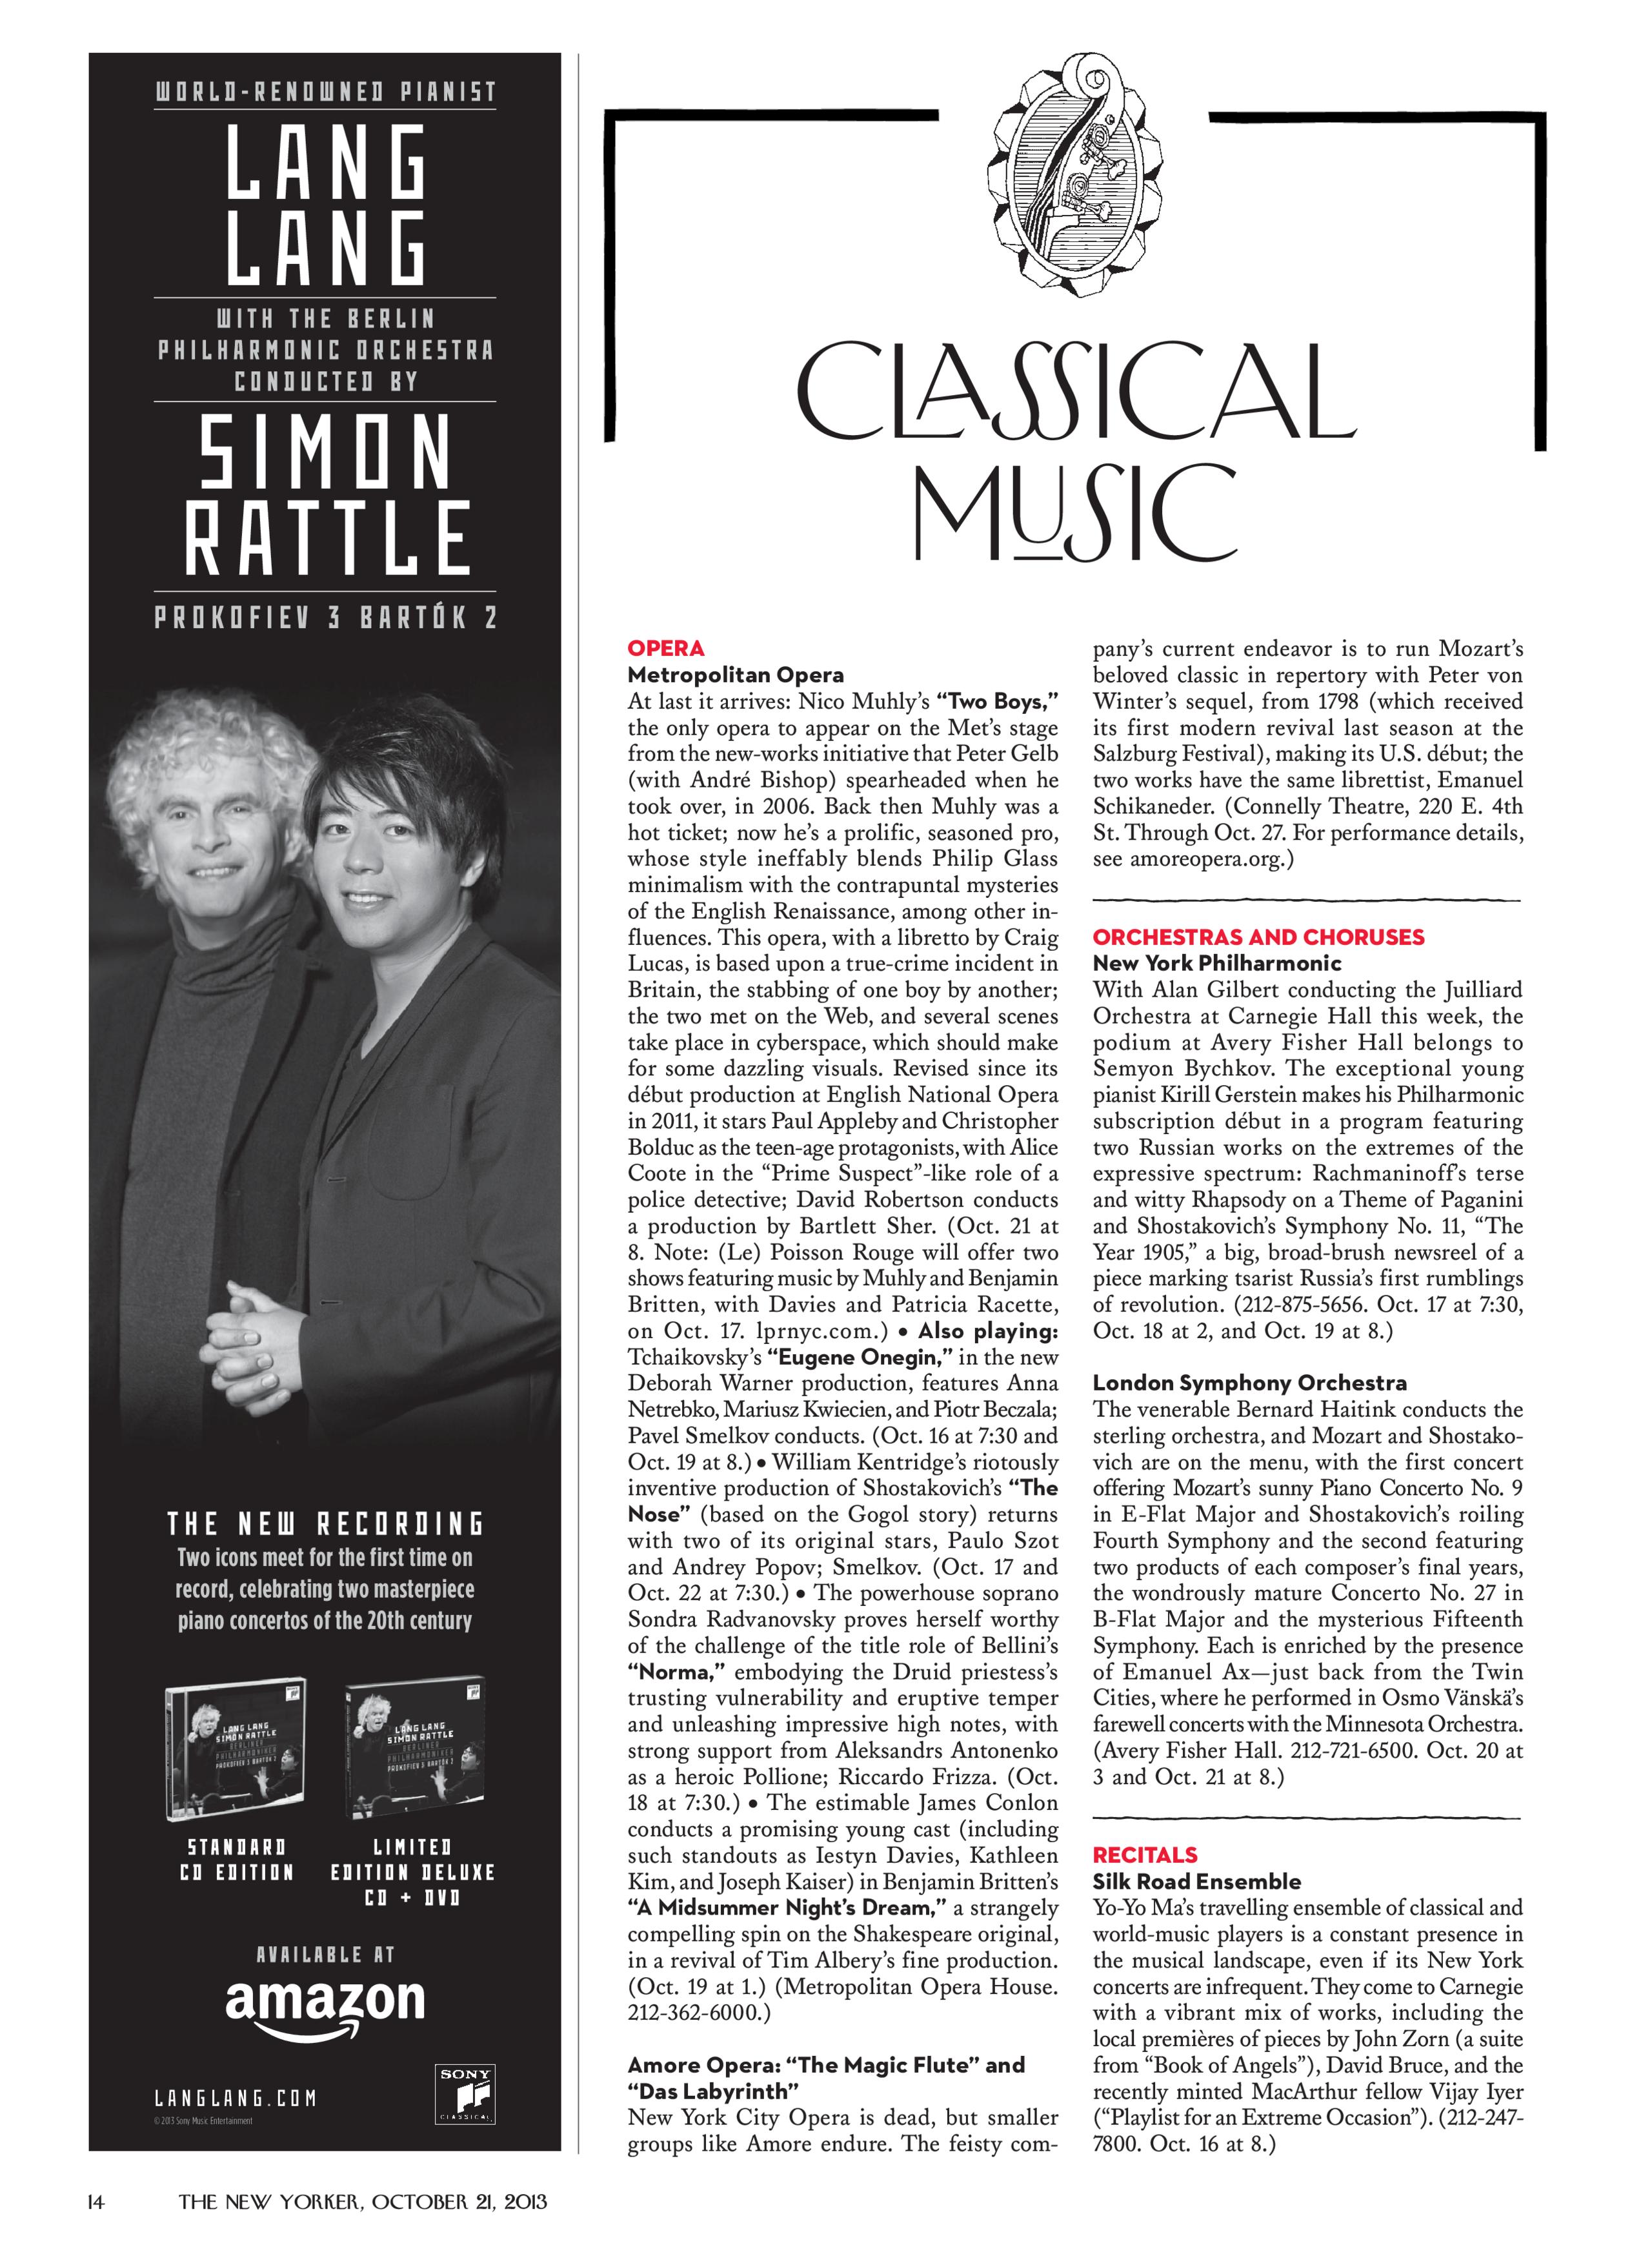 WORLD-RENOWNED PIANIST
LANG
LANG
WITH THE BERLIN
PHILHARMONIC ORCHESTRA
CONDUCTED BY
SIMON
RATTLE
PROKOFIEV 3 BARTÓK 2
THE NEW RECORDING
Two icons meet for the first time on
record, celebrating two masterpiece
piano concertos of the 20th century
LANG LANG
SIMON RATTLE
BERLINER
PHILHARMONIKER
PROKOFIEV 3 BARTÓK 2
LANG LANG
SIMON RATTLE
BERLINER
PHILHARMONIKER
PROKOFIEV 3 BARTÓK 2
STANDARD
CD EDITION
LIMITED
EDITION DELUXE
CD + DVD
AVAILABLE AT
amazon
LANGLANG.COM
© 2013 Sony Music Entertainment
SONY
CLASSICAL
CLASSICAL
MUSIC
OPERA
Metropolitan Opera
At last it arrives: Nico Muhly’s “Two Boys,”
the only opera to appear on the Met’s stage
from the new-works initiative that Peter Gelb
(with André Bishop) spearheaded when he
took over, in 2006. Back then Muhly was a
hot ticket; now he’s a prolific, seasoned pro,
whose style ineffably blends Philip Glass
minimalism with the contrapuntal mysteries
of the English Renaissance, among other in-
fluences. This opera, with a libretto by Craig
Lucas, is based upon a true-crime incident in
Britain, the stabbing of one boy by another;
the two met on the Web, and several scenes
take place in cyberspace, which should make
for some dazzling visuals. Revised since its
début production at English National Opera
in 2011, it stars Paul Appleby and Christopher
Bolduc as the teen-age protagonists, with Alice
Coote in the “Prime Suspect”-like role of a
police detective; David Robertson conducts
a production by Bartlett Sher. (Oct. 21 at
8. Note: (Le) Poisson Rouge will offer two
shows featuring music by Muhly and Benjamin
Britten, with Davies and Patricia Racette,
on Oct. 17. lprnyc.com.) • Also playing:
Tchaikovsky’s “Eugene Onegin,” in the new
Deborah Warner production, features Anna
Netrebko, Mariusz Kwiecien, and Piotr Beczala;
Pavel Smelkov conducts. (Oct. 16 at 7:30 and
Oct. 19 at 8.) • William Kentridge’s riotously
inventive production of Shostakovich’s “The
Nose” (based on the Gogol story) returns
with two of its original stars, Paulo Szot
and Andrey Popov; Smelkov. (Oct. 17 and
Oct. 22 at 7:30.) • The powerhouse soprano
Sondra Radvanovsky proves herself worthy
of the challenge of the title role of Bellini’s
“Norma,” embodying the Druid priestess’s
trusting vulnerability and eruptive temper
and unleashing impressive high notes, with
strong support from Aleksandrs Antonenko
as a heroic Pollione; Riccardo Frizza. (Oct.
18 at 7:30.) • The estimable James Conlon
conducts a promising young cast (including
such standouts as Iestyn Davies, Kathleen
Kim, and Joseph Kaiser) in Benjamin Britten’s
“A Midsummer Night’s Dream,” a strangely
compelling spin on the Shakespeare original,
in a revival of Tim Albery’s fine production.
(Oct. 19 at 1.) (Metropolitan Opera House.
212-362-6000.)
Amore Opera: “The Magic Flute” and
“Das Labyrinth”
New York City Opera is dead, but smaller
groups like Amore endure. The feisty com-
pany’s current endeavor is to run Mozart’s
beloved classic in repertory with Peter von
Winter’s sequel, from 1798 (which received
its first modern revival last season at the
Salzburg Festival), making its U.S. début; the
two works have the same librettist, Emanuel
Schikaneder. (Connelly Theatre, 220 E. 4th
St. Through Oct. 27. For performance details,
see amoreopera.org.)
ORCHESTRAS AND CHORUSES
New York Philharmonic
With Alan Gilbert conducting the Juilliard
Orchestra at Carnegie Hall this week, the
podium at Avery Fisher Hall belongs to
Semyon Bychkov. The exceptional young
pianist Kirill Gerstein makes his Philharmonic
subscription début in a program featuring
two Russian works on the extremes of the
expressive spectrum: Rachmaninoff’s terse
and witty Rhapsody on a Theme of Paganini
and Shostakovich’s Symphony No. 11, “The
Year 1905,” a big, broad-brush newsreel of a
piece marking tsarist Russia’s first rumblings
of revolution. (212-875-5656. Oct. 17 at 7:30,
Oct. 18 at 2, and Oct. 19 at 8.)
London Symphony Orchestra
The venerable Bernard Haitink conducts the
sterling orchestra, and Mozart and Shostako-
vich are on the menu, with the first concert
offering Mozart’s sunny Piano Concerto No. 9
in E-Flat Major and Shostakovich’s roiling
Fourth Symphony and the second featuring
two products of each composer’s final years,
the wondrously mature Concerto No. 27 in
B-Flat Major and the mysterious Fifteenth
Symphony. Each is enriched by the presence
of Emanuel Ax—just back from the Twin
Cities, where he performed in Osmo Vänskä’s
farewell concerts with the Minnesota Orchestra.
(Avery Fisher Hall. 212-721-6500. Oct. 20 at
3 and Oct. 21 at 8.)
RECITALS
Silk Road Ensemble
Yo-Yo Ma’s travelling ensemble of classical and
world-music players is a constant presence in
the musical landscape, even if its New York
concerts are infrequent. They come to Carnegie
with a vibrant mix of works, including the
local premières of pieces by John Zorn (a suite
from “Book of Angels”), David Bruce, and the
recently minted MacArthur fellow Vijay Iyer
(“Playlist for an Extreme Occasion”). (212-247-
7800. Oct. 16 at 8.)
14 THE NEW YORKER, OCTOBER 21, 2013